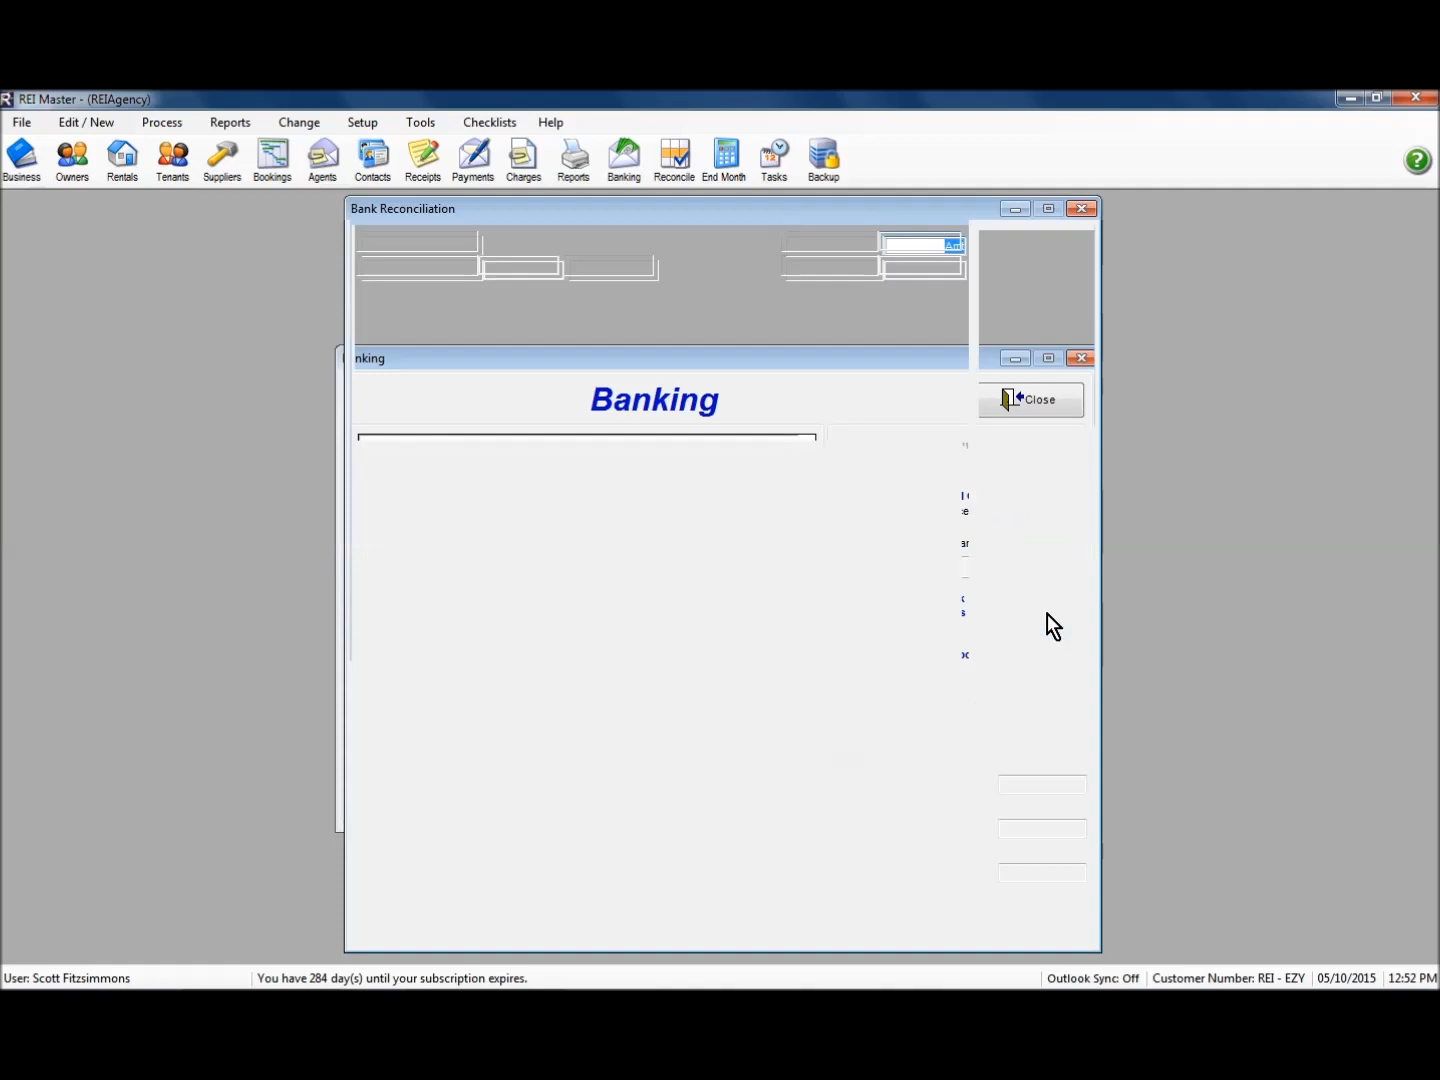 REI Master - (REIAgency)
File Edit / New Process Reports Change Setup Tools Checklists Help
Business Owners Rentals Tenants Suppliers Bookings Agents Contacts Receipts Payments Charges Reports Banking Reconcile End Month Tasks Backup
Bank Reconciliation
nking
Banking
Close
User: Scott Fitzsimmons
You have 284 day(s) until your subscription expires.
Outlook Sync: Off
Customer Number: REI - EZY
05/10/2015
12:52 PM